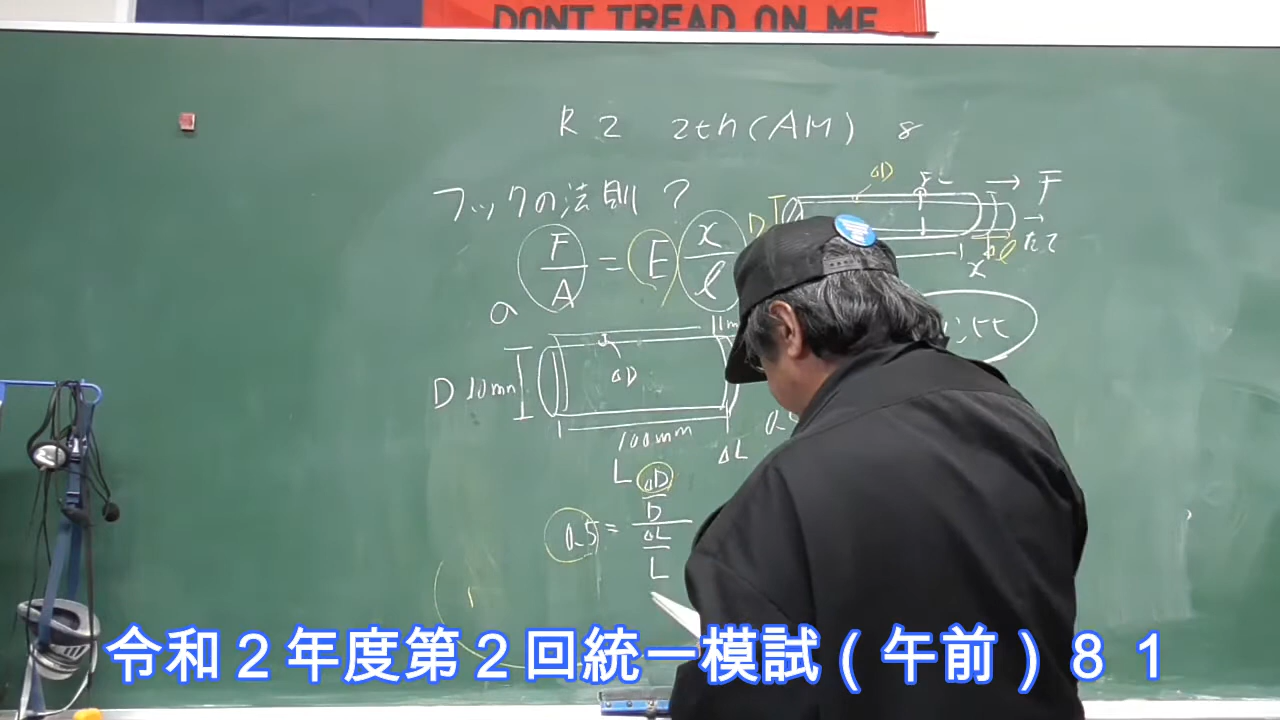 DONT TREAD ON ME
R2 2th(AM) 8
フックの法則？
ΔD
F
F/A = E x/l
D
たて
x l
a
1m
D 10mm
ΔD
100mm
ΔL
L
0.5 = ΔD/D / ΔL/L
令和２年度第２回統一模試（午前）８１